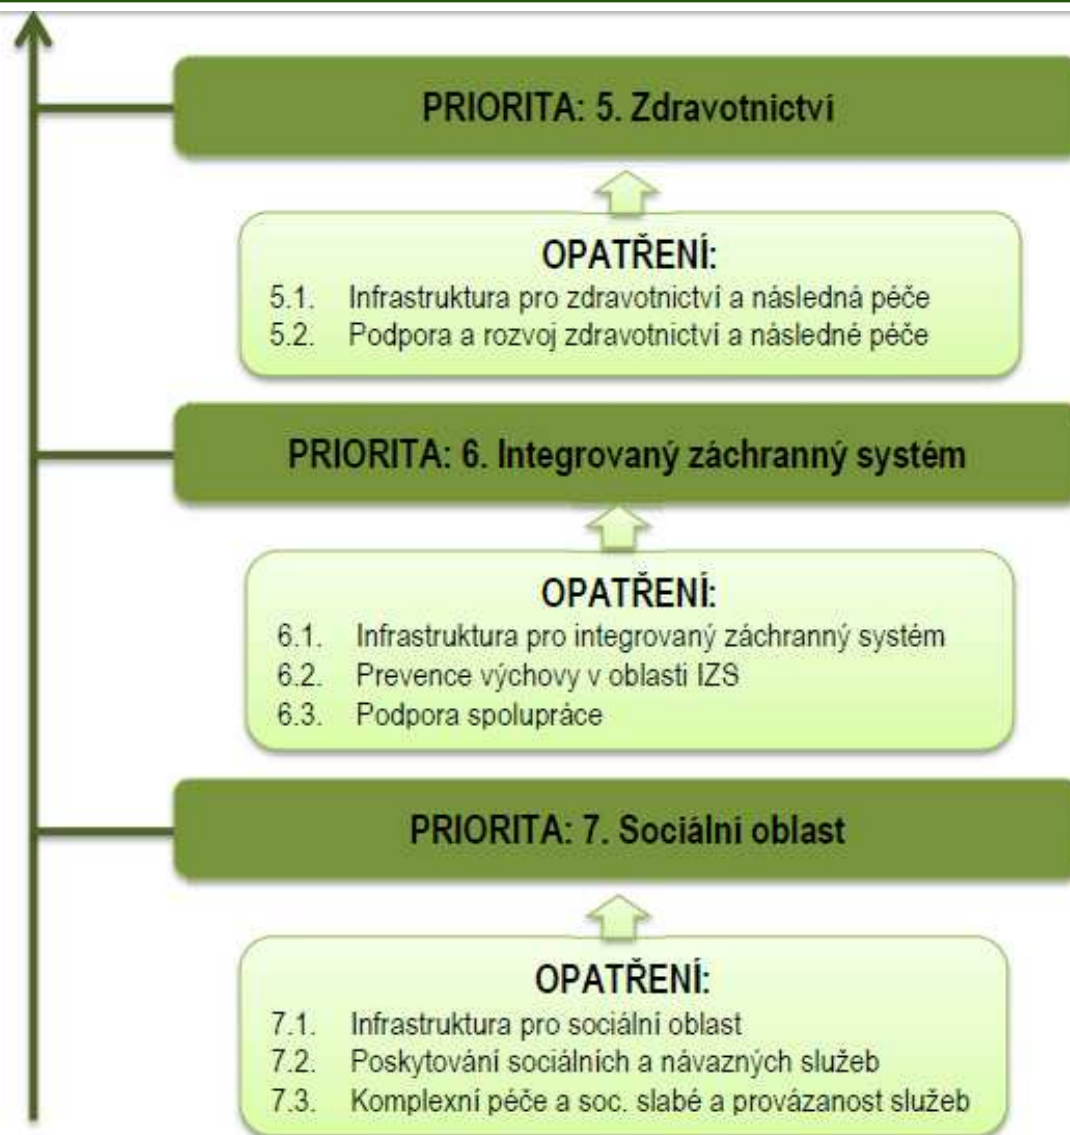 PRIORITA: 5. Zdravotnictví
OPATŘENÍ:
5.1. Infrastruktura pro zdravotnictví a následná péče
5.2. Podpora a rozvoj zdravotnictví a následné péče
PRIORITA: 6. Integrovaný záchranný systém
OPATŘENÍ:
6.1. Infrastruktura pro integrovaný záchranný systém
6.2. Prevence výchovy v oblasti IZS
6.3. Podpora spolupráce
PRIORITA: 7. Sociální oblast
OPATŘENÍ:
7.1. Infrastruktura pro sociální oblast
7.2. Poskytování sociálních a návazných služeb
7.3. Komplexní péče a soc. slabé a provázanost služeb